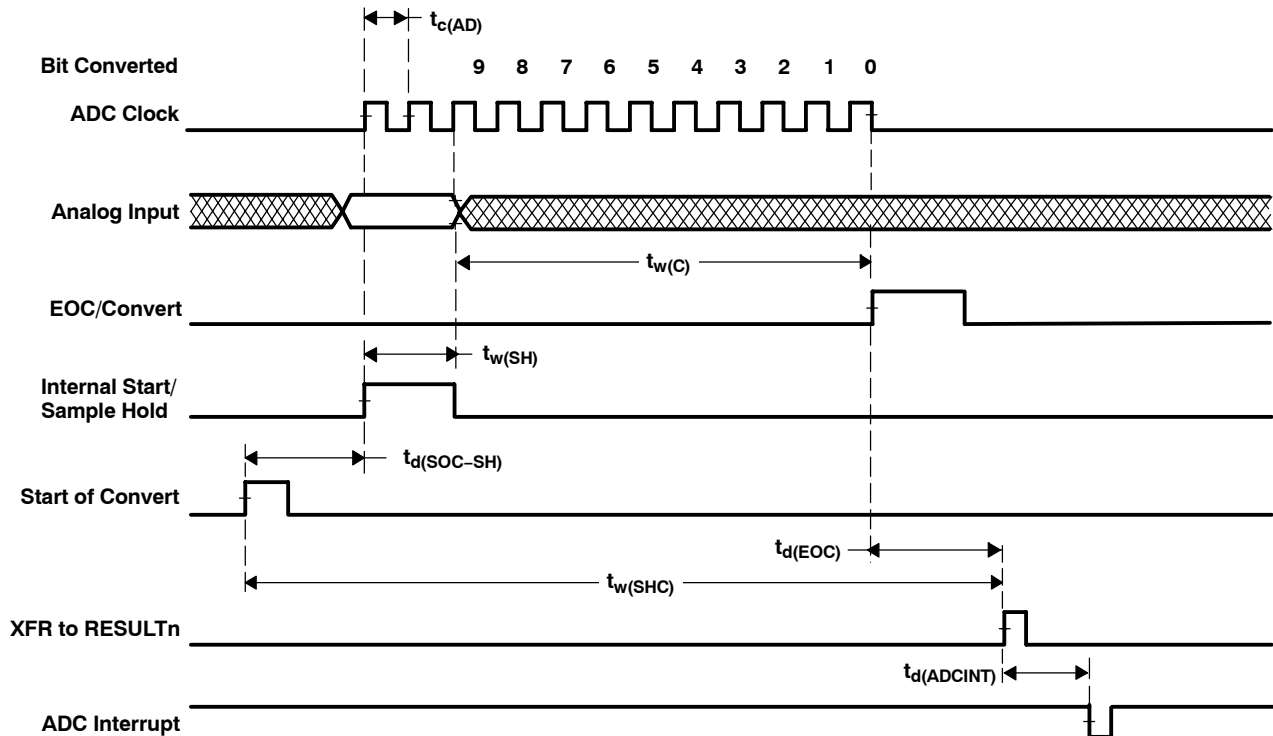 tc(AD)
Bit Converted 9 8 7 6 5 4 3 2 1 0
ADC Clock
Analog Input
tw(C)
EOC/Convert
tw(SH)
Internal Start/
Sample Hold
td(SOC−SH)
Start of Convert
td(EOC)
tw(SHC)
XFR to RESULTn
td(ADCINT)
ADC Interrupt